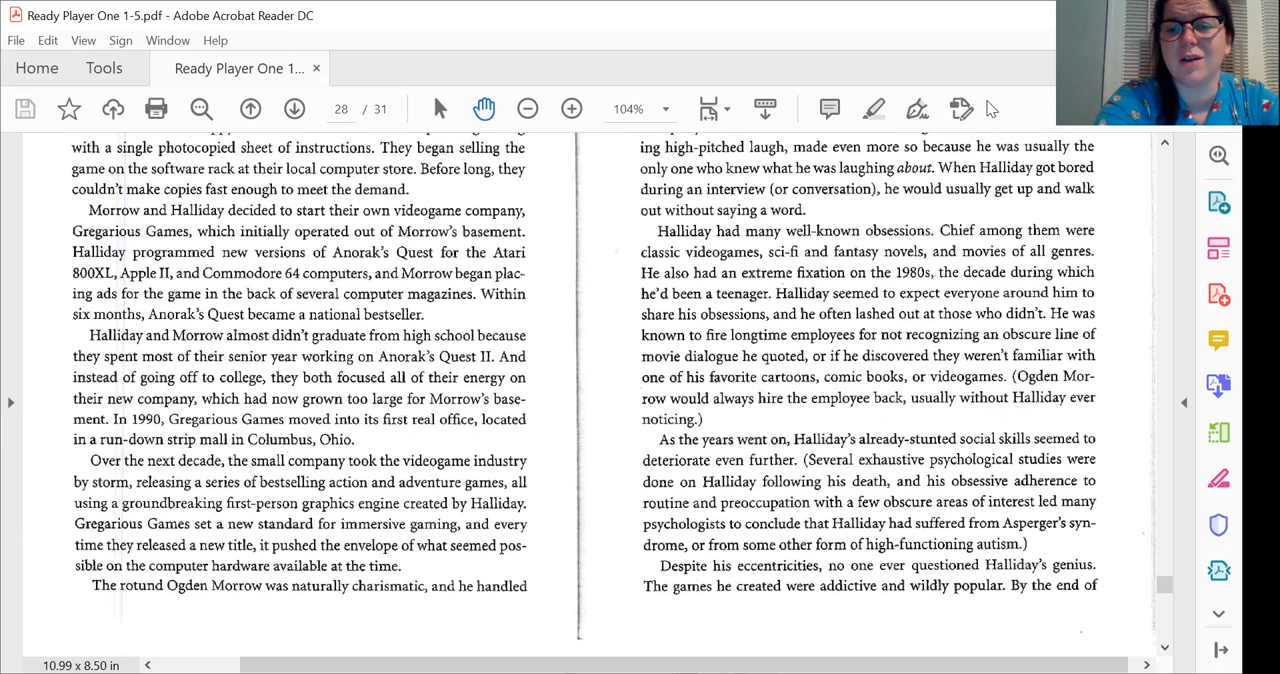 Ready Player One 1-5.pdf - Adobe Acrobat Reader DC
File Edit View Sign Window Help
Home Tools Ready Player One 1... ×
28 / 31 104%
with a single photocopied sheet of instructions. They began selling the
game on the software rack at their local computer store. Before long, they
couldn't make copies fast enough to meet the demand.
Morrow and Halliday decided to start their own videogame company,
Gregarious Games, which initially operated out of Morrow's basement.
Halliday programmed new versions of Anorak's Quest for the Atari
800XL, Apple II, and Commodore 64 computers, and Morrow began plac-
ing ads for the game in the back of several computer magazines. Within
six months, Anorak's Quest became a national bestseller.
Halliday and Morrow almost didn't graduate from high school because
they spent most of their senior year working on Anorak's Quest II. And
instead of going off to college, they both focused all of their energy on
their new company, which had now grown too large for Morrow's base-
ment. In 1990, Gregarious Games moved into its first real office, located
in a run-down strip mall in Columbus, Ohio.
Over the next decade, the small company took the videogame industry
by storm, releasing a series of bestselling action and adventure games, all
using a groundbreaking first-person graphics engine created by Halliday.
Gregarious Games set a new standard for immersive gaming, and every
time they released a new title, it pushed the envelope of what seemed pos-
sible on the computer hardware available at the time.
The rotund Ogden Morrow was naturally charismatic, and he handled
ing high-pitched laugh, made even more so because he was usually the
only one who knew what he was laughing about. When Halliday got bored
during an interview (or conversation), he would usually get up and walk
out without saying a word.
Halliday had many well-known obsessions. Chief among them were
classic videogames, sci-fi and fantasy novels, and movies of all genres.
He also had an extreme fixation on the 1980s, the decade during which
he'd been a teenager. Halliday seemed to expect everyone around him to
share his obsessions, and he often lashed out at those who didn't. He was
known to fire longtime employees for not recognizing an obscure line of
movie dialogue he quoted, or if he discovered they weren't familiar with
one of his favorite cartoons, comic books, or videogames. (Ogden Mor-
row would always hire the employee back, usually without Halliday ever
noticing.)
As the years went on, Halliday's already-stunted social skills seemed to
deteriorate even further. (Several exhaustive psychological studies were
done on Halliday following his death, and his obsessive adherence to
routine and preoccupation with a few obscure areas of interest led many
psychologists to conclude that Halliday had suffered from Asperger's syn-
drome, or from some other form of high-functioning autism.)
Despite his eccentricities, no one ever questioned Halliday's genius.
The games he created were addictive and wildly popular. By the end of
10.99 x 8.50 in